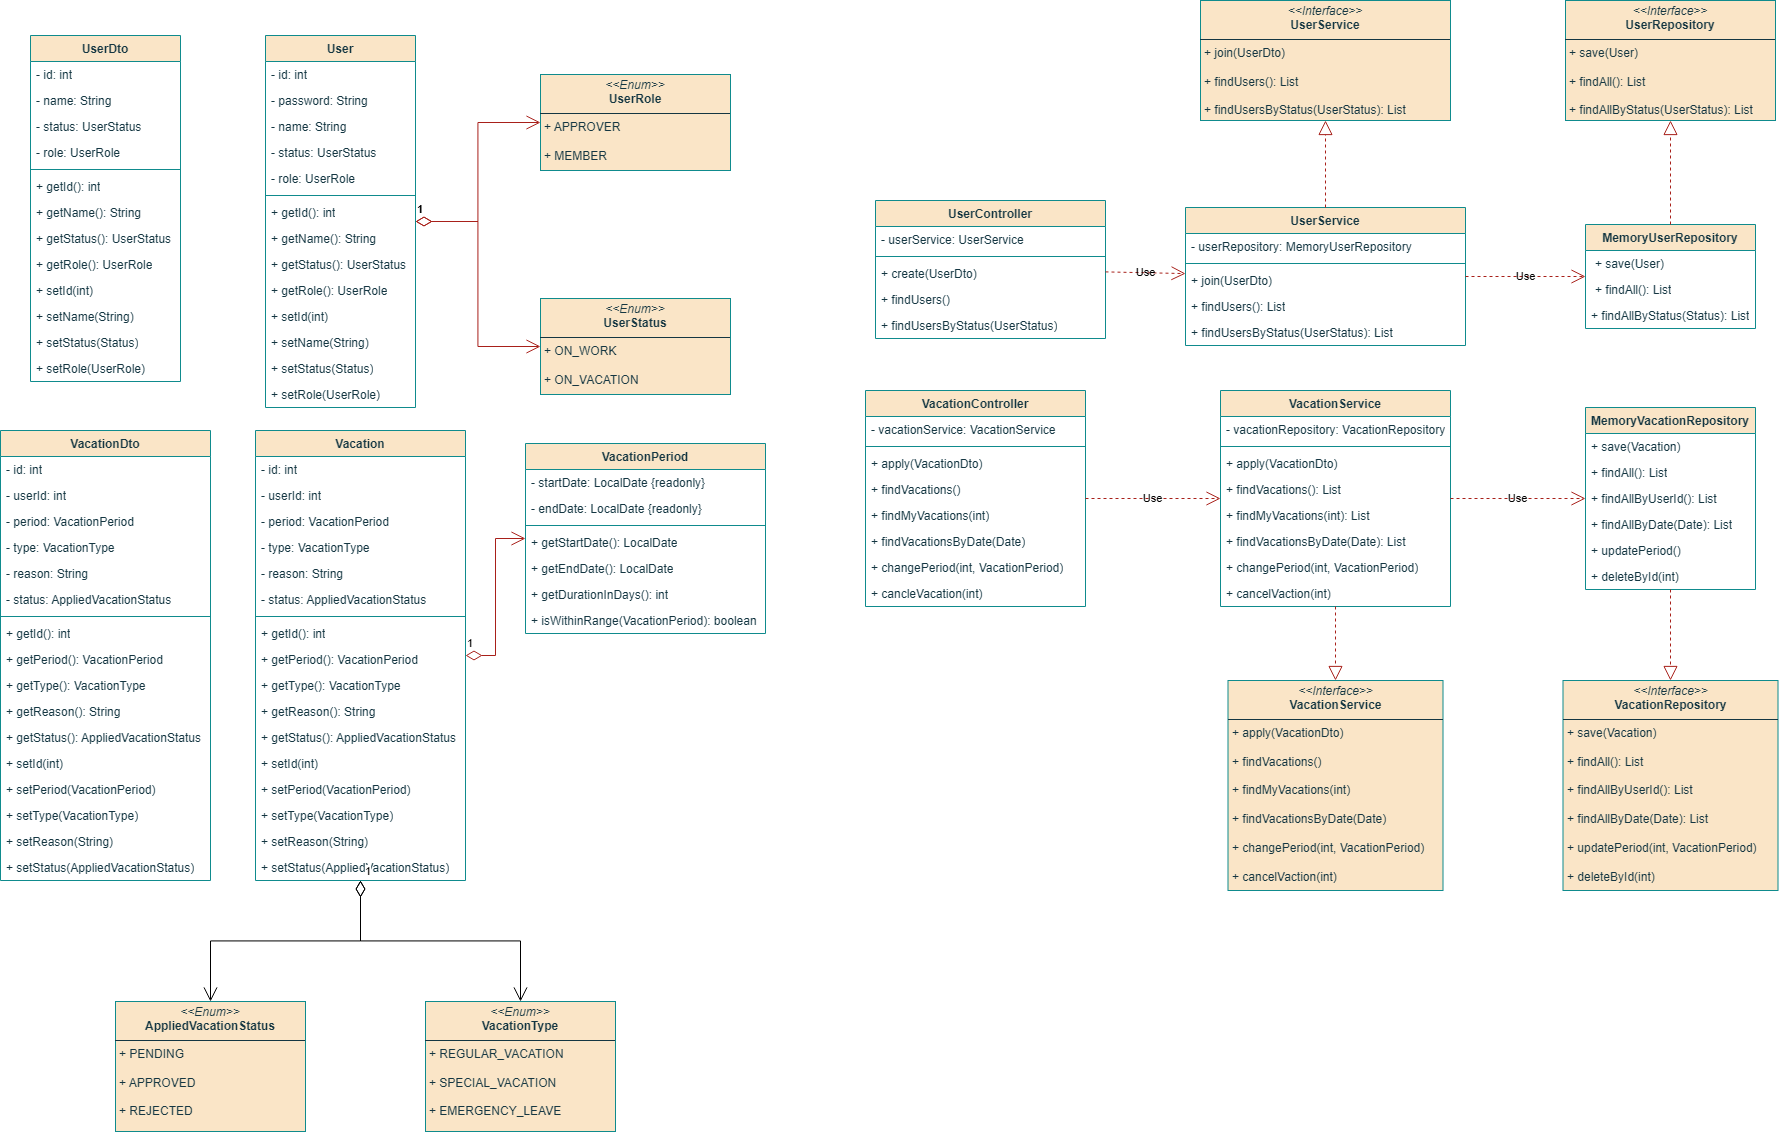 UserDto
- id: int
- name: String
- status: UserStatus
- role: UserRole
+ getId(): int
+ getName(): String
+ getStatus(): UserStatus
+ getRole(): UserRole
+ setId(int)
+ setName(String)
+ setStatus(Status)
+ setRole(UserRole)
User
- id: int
- password: String
- name: String
- status: UserStatus
- role: UserRole
+ getId(): int
+ getName(): String
+ getStatus(): UserStatus
+ getRole(): UserRole
+ setId(int)
+ setName(String)
+ setStatus(Status)
+ setRole(UserRole)
1
<<Enum>>
UserRole
+ APPROVER
+ MEMBER
<<Enum>>
UserStatus
+ ON_WORK
+ ON_VACATION
VacationDto
- id: int
- userId: int
- period: VacationPeriod
- type: VacationType
- reason: String
- status: AppliedVacationStatus
+ getId(): int
+ getPeriod(): VacationPeriod
+ getType(): VacationType
+ getReason(): String
+ getStatus(): AppliedVacationStatus
+ setId(int)
+ setPeriod(VacationPeriod)
+ setType(VacationType)
+ setReason(String)
+ setStatus(AppliedVacationStatus)
Vacation
- id: int
- userId: int
- period: VacationPeriod
- type: VacationType
- reason: String
- status: AppliedVacationStatus
+ getId(): int
+ getPeriod(): VacationPeriod
+ getType(): VacationType
+ getReason(): String
+ getStatus(): AppliedVacationStatus
+ setId(int)
+ setPeriod(VacationPeriod)
+ setType(VacationType)
+ setReason(String)
+ setStatus(AppliedVacationStatus)
1
1
VacationPeriod
- startDate: LocalDate {readonly}
- endDate: LocalDate {readonly}
+ getStartDate(): LocalDate
+ getEndDate(): LocalDate
+ getDurationInDays(): int
+ isWithinRange(VacationPeriod): boolean
<<Enum>>
AppliedVacationStatus
+ PENDING
+ APPROVED
+ REJECTED
<<Enum>>
VacationType
+ REGULAR_VACATION
+ SPECIAL_VACATION
+ EMERGENCY_LEAVE
<<Interface>>
UserService
+ join(UserDto)
+ findUsers(): List
+ findUsersByStatus(UserStatus): List
<<Interface>>
UserRepository
+ save(User)
+ findAll(): List
+ findAllByStatus(UserStatus): List
UserController
- userService: UserService
+ create(UserDto)
+ findUsers()
+ findUsersByStatus(UserStatus)
Use
UserService
- userRepository: MemoryUserRepository
+ join(UserDto)
+ findUsers(): List
+ findUsersByStatus(UserStatus): List
Use
MemoryUserRepository
+ save(User)
+ findAll(): List
+ findAllByStatus(Status): List
VacationController
- vacationService: VacationService
+ apply(VacationDto)
+ findVacations()
+ findMyVacations(int)
+ findVacationsByDate(Date)
+ changePeriod(int, VacationPeriod)
+ cancleVacation(int)
Use
VacationService
- vacationRepository: VacationRepository
+ apply(VacationDto)
+ findVacations(): List
+ findMyVacations(int): List
+ findVacationsByDate(Date): List
+ changePeriod(int, VacationPeriod)
+ cancelVaction(int)
Use
MemoryVacationRepository
+ save(Vacation)
+ findAll(): List
+ findAllByUserId(): List
+ findAllByDate(Date): List
+ updatePeriod()
+ deleteById(int)
<<Interface>>
VacationService
+ apply(VacationDto)
+ findVacations()
+ findMyVacations(int)
+ findVacationsByDate(Date)
+ changePeriod(int, VacationPeriod)
+ cancelVaction(int)
<<Interface>>
VacationRepository
+ save(Vacation)
+ findAll(): List
+ findAllByUserId(): List
+ findAllByDate(Date): List
+ updatePeriod(int, VacationPeriod)
+ deleteById(int)